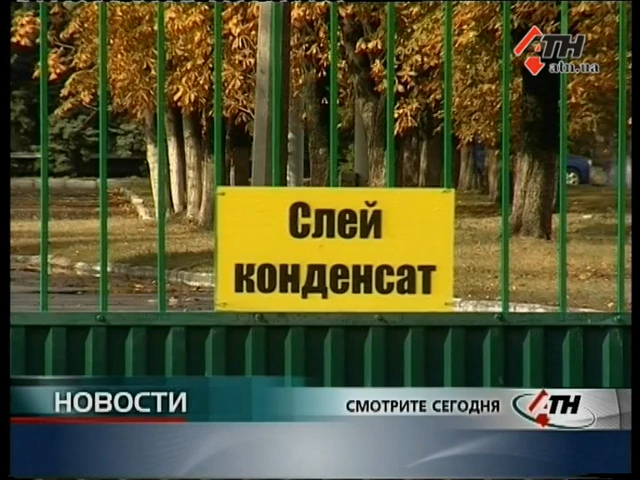 АТН
atn.ua
Слей
конденсат
НОВОСТИ
СМОТРИТЕ СЕГОДНЯ
АТН